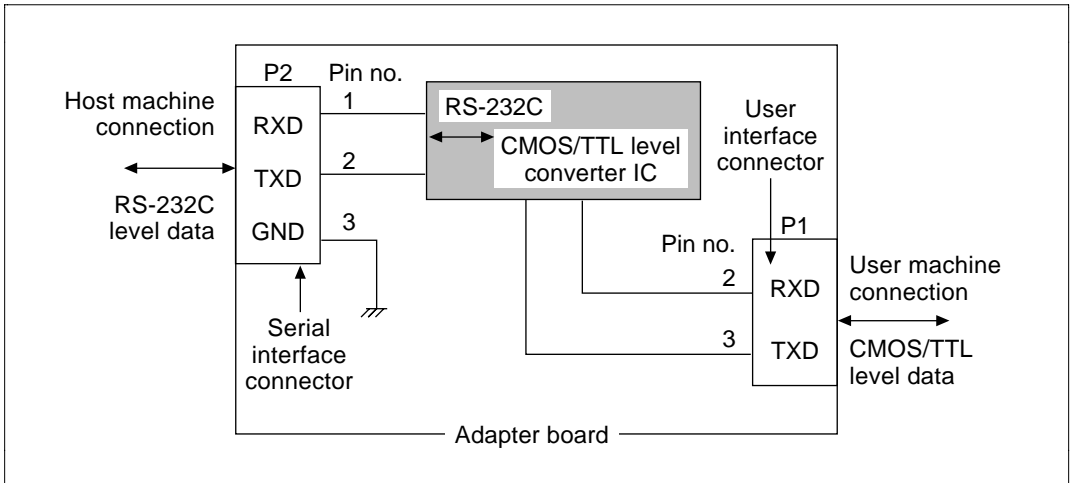 P2
Pin no.
Host machine
connection
RS-232C
level data
RXD
TXD
GND
1
2
3
Serial
interface
connector
RS-232C
CMOS/TTL level
converter IC
User
interface
connector
P1
Pin no.
2
3
RXD
TXD
User machine
connection
CMOS/TTL
level data
Adapter board